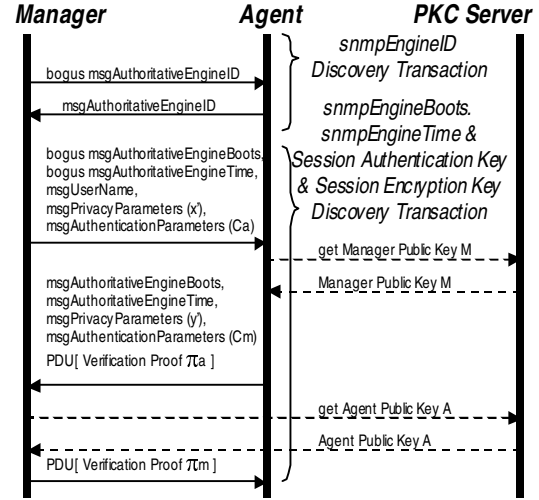 Manager Agent PKC Server
snmpEngineID
Discovery Transaction
bogus msgAuthoritativeEngineID
msgAuthoritativeEngineID
snmpEngineBoots.
snmpEngineTime &
Session Authentication Key
& Session Encryption Key
Discovery Transaction
bogus msgAuthoritativeEngineBoots,
bogus msgAuthoritativeEngineTime,
msgUserName,
msgPrivacyParameters (x'),
msgAuthenticationParameters (Ca)
get Manager Public Key M
Manager Public Key M
msgAuthoritativeEngineBoots,
msgAuthoritativeEngineTime,
msgPrivacyParameters (y'),
msgAuthenticationParameters (Cm)
PDU[ Verification Proof πa ]
get Agent Public Key A
Agent Public Key A
PDU[ Verification Proof πm ]